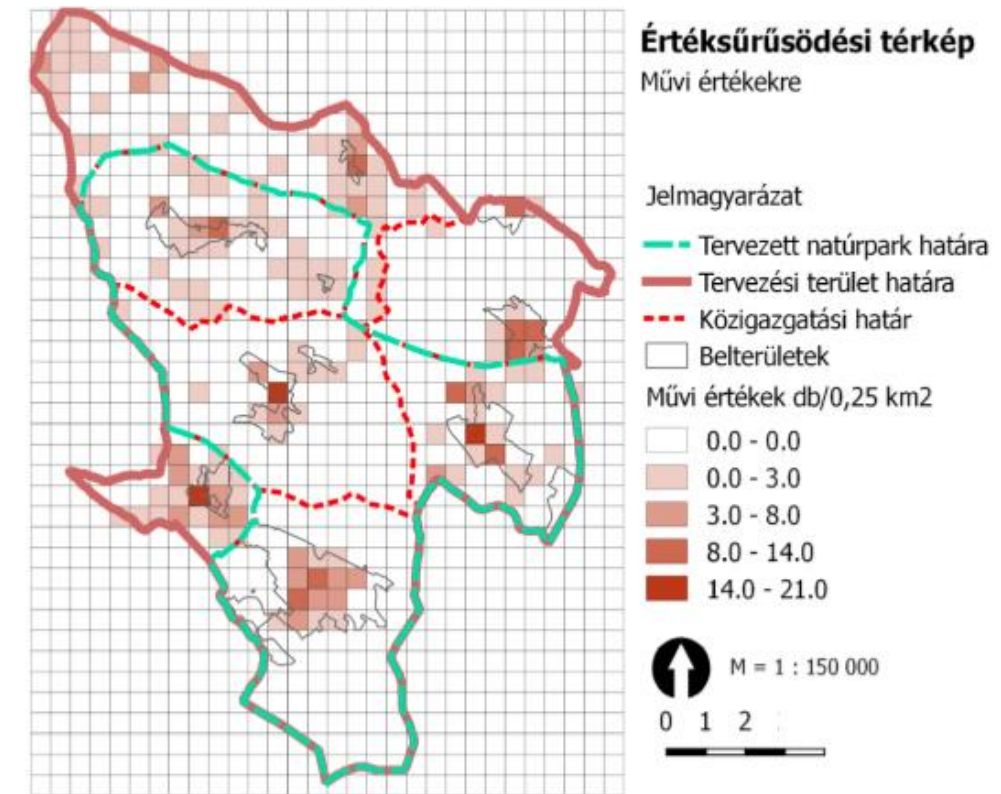 Értéksűrűsödési térkép
Művi értékekre
Jelmagyarázat
Tervezett natúrpark határa
Tervezési terület határa
Közigazgatási határ
Belterületek
Művi értékek db/0,25 km2
0.0 - 0.0
0.0 - 3.0
3.0 - 8.0
8.0 - 14.0
14.0 - 21.0
M = 1 : 150 000
0 1 2